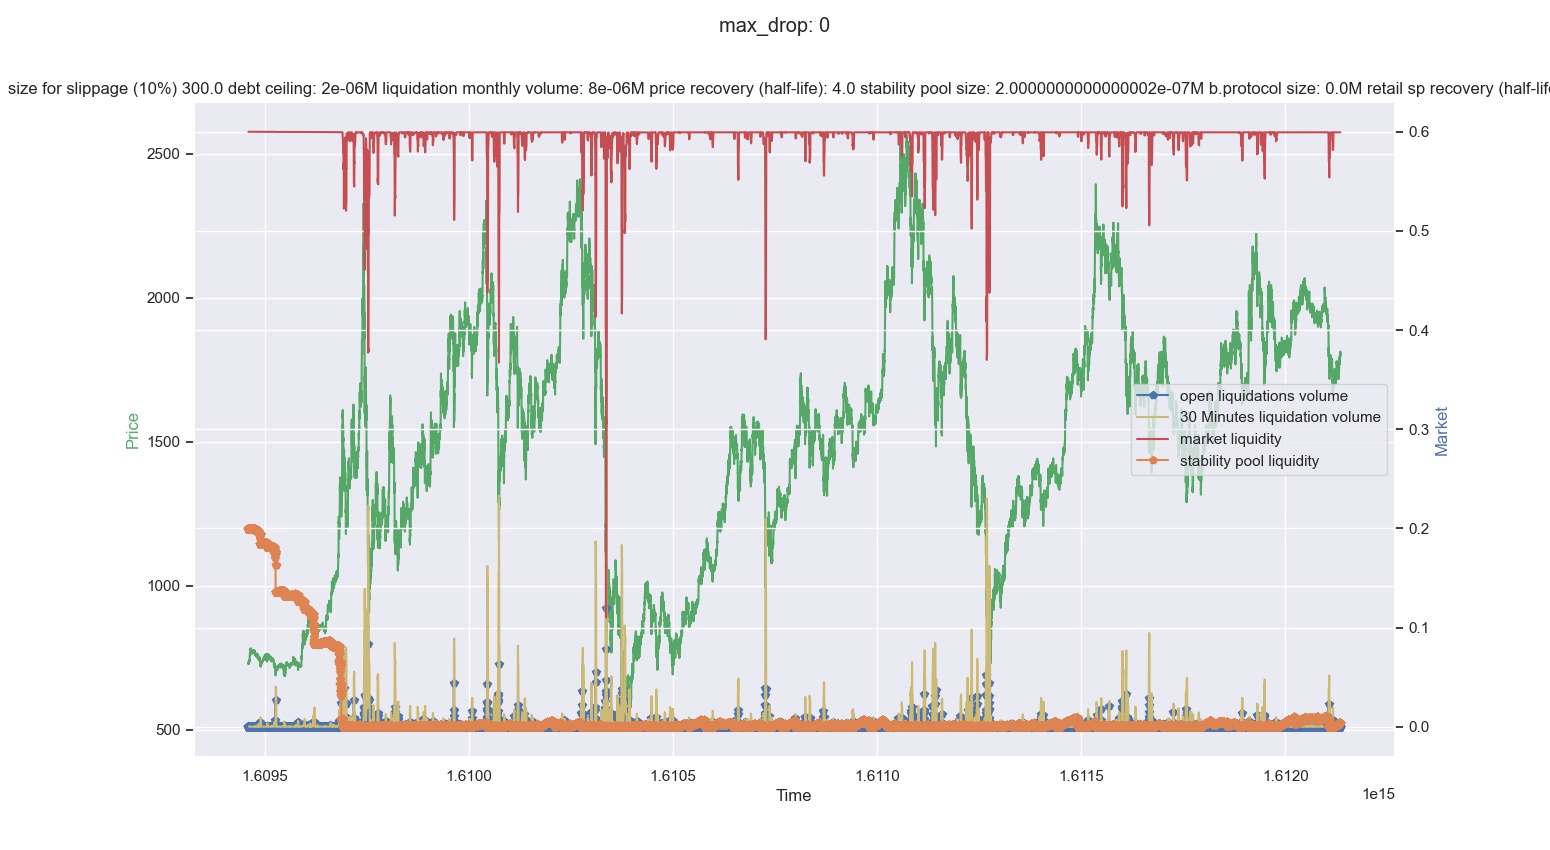 max_drop: 0
size for slippage (10%) 300.0 debt ceiling: 2e-06M liquidation monthly volume: 8e-06M price recovery (half-life): 4.0 stability pool size: 2.0000000000000002e-07M b.protocol size: 0.0M retail sp recovery (half-life
2500
2000
1500
1000
500
Price
0.6
0.5
0.4
0.3
0.2
0.1
0.0
Market
open liquidations volume
30 Minutes liquidation volume
market liquidity
stability pool liquidity
1.6095 1.6100 1.6105 1.6110 1.6115 1.6120
Time
1e15